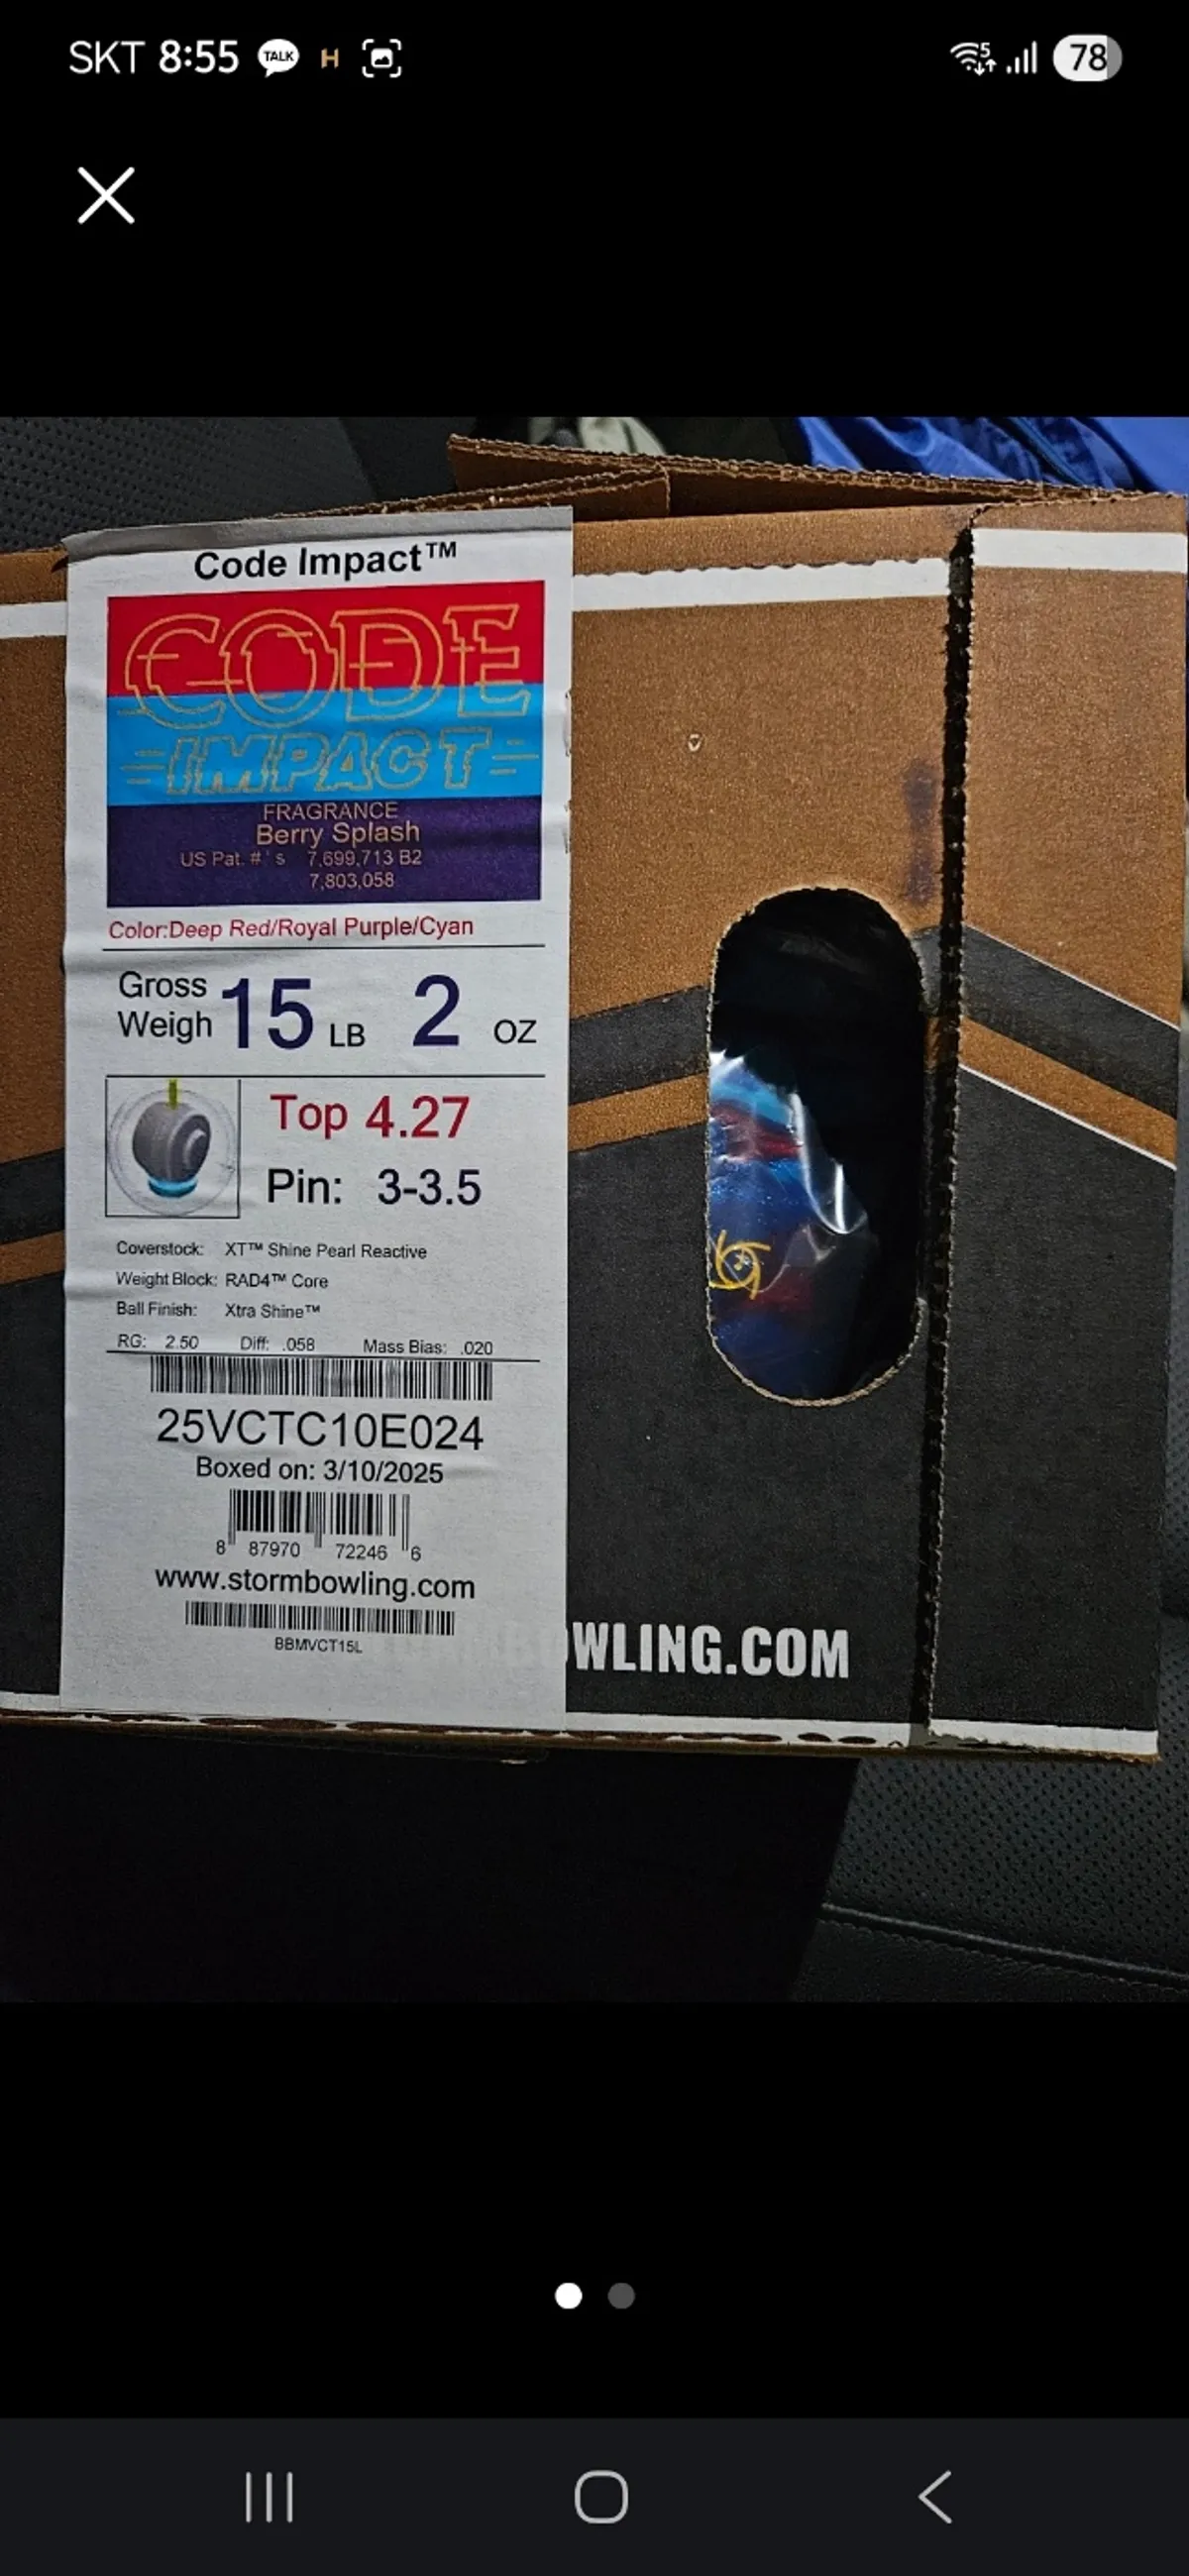 SKT 8:55 TALK H 5 78
Code Impact™
CODE
IMPACT
FRAGRANCE
Berry Splash
US Pat. #'s 7,699,713 B2
7,803,058
Color:Deep Red/Royal Purple/Cyan
Gross
Weigh 15 LB 2 OZ
Top 4.27
Pin: 3-3.5
Coverstock: XT™ Shine Pearl Reactive
Weight Block: RAD4™ Core
Ball Finish: Xtra Shine™
RG: 2.50 Diff: .058 Mass Bias: .020
25VCTC10E024
Boxed on: 3/10/2025
8 87970 72246 6
www.stormbowling.com
BBMVCT15L
OWLING.COM